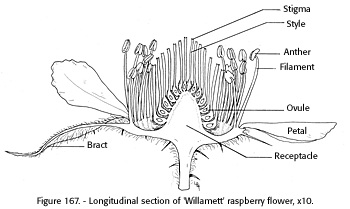 Stigma
Style
Anther
Filament
Ovule
Petal
Bract
Receptacle
Figure 167. - Longitudinal section of 'Willamett' raspberry flower, x10.